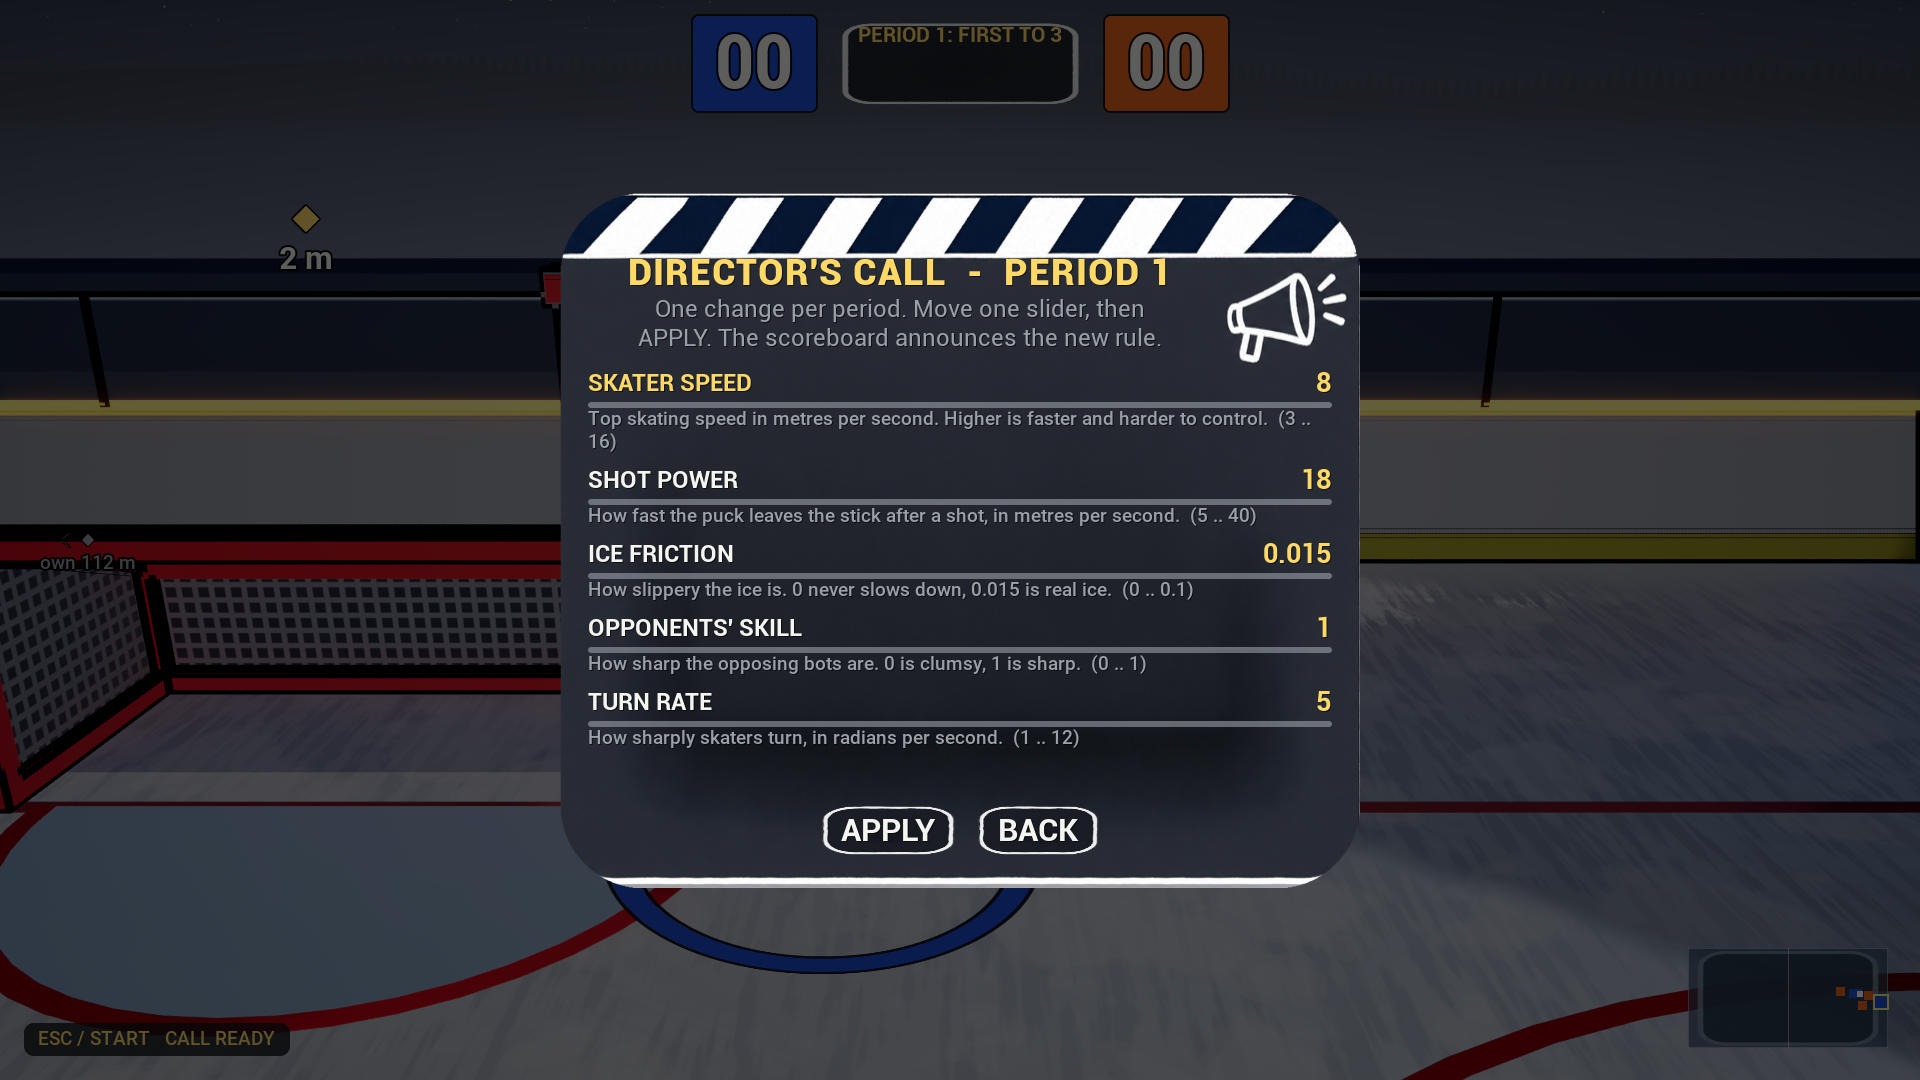 00
PERIOD 1: FIRST TO 3
00
2 m
DIRECTOR'S CALL - PERIOD 1
One change per period. Move one slider, then
APPLY. The scoreboard announces the new rule.
SKATER SPEED 8
Top skating speed in metres per second. Higher is faster and harder to control. (3 ..
16)
SHOT POWER 18
How fast the puck leaves the stick after a shot, in metres per second. (5 .. 40)
ICE FRICTION 0.015
How slippery the ice is. 0 never slows down, 0.015 is real ice. (0 .. 0.1)
own 112 m
OPPONENTS' SKILL 1
How sharp the opposing bots are. 0 is clumsy, 1 is sharp. (0 .. 1)
TURN RATE 5
How sharply skaters turn, in radians per second. (1 .. 12)
APPLY BACK
ESC / START CALL READY